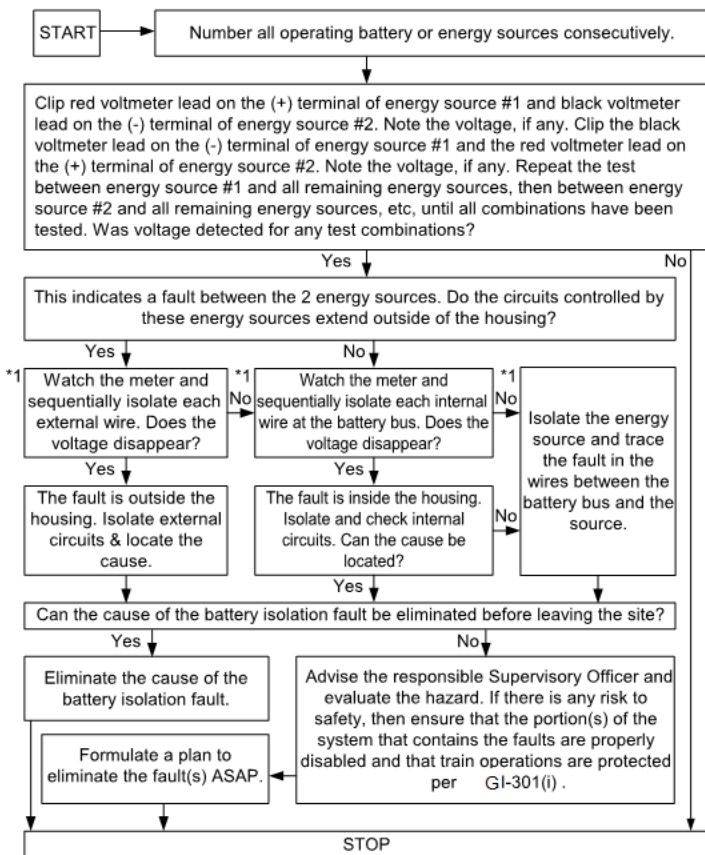 START
Number all operating battery or energy sources consecutively.
Clip red voltmeter lead on the (+) terminal of energy source #1 and black voltmeter
lead on the (-) terminal of energy source #2. Note the voltage, if any. Clip the black
voltmeter lead on the (-) terminal of energy source #1 and the red voltmeter lead on
the (+) terminal of energy source #2. Note the voltage, if any. Repeat the test
between energy source #1 and all remaining energy sources, then between energy
source #2 and all remaining energy sources, etc, until all combinations have been
tested. Was voltage detected for any test combinations?
Yes
No
This indicates a fault between the 2 energy sources. Do the circuits controlled by
these energy sources extend outside of the housing?
Yes
No
*1
Watch the meter and
sequentially isolate each
external wire. Does the
voltage disappear?
No
*1
Watch the meter and
sequentially isolate each internal
wire at the battery bus. Does the
voltage disappear?
*1
No
Isolate the energy
source and trace
the fault in the
wires between the
battery bus and the
source.
Yes
Yes
The fault is outside the
housing. Isolate external
circuits & locate the
cause.
The fault is inside the housing.
Isolate and check internal
circuits. Can the cause be
located?
No
Yes
Can the cause of the battery isolation fault be eliminated before leaving the site?
Yes
No
Eliminate the cause of the
battery isolation fault.
Advise the responsible Supervisory Officer and
evaluate the hazard. If there is any risk to
safety, then ensure that the portion(s) of the
system that contains the faults are properly
disabled and that train operations are protected
per GI-301(i) .
Formulate a plan to
eliminate the fault(s) ASAP.
STOP